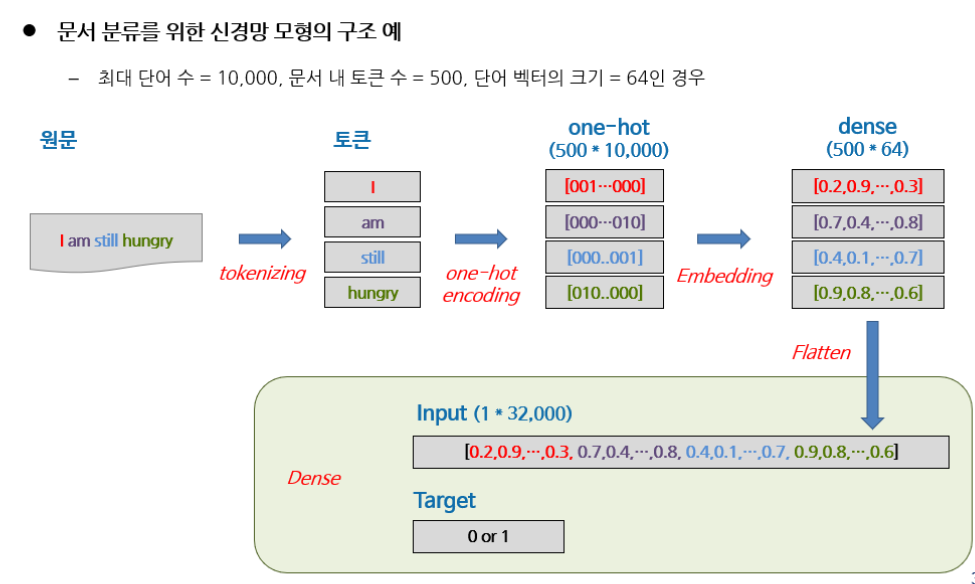 ● 문서 분류를 위한 신경망 모형의 구조 예
– 최대 단어 수 = 10,000, 문서 내 토큰 수 = 500, 단어 벡터의 크기 = 64인 경우
원문
토큰
one-hot
(500 * 10,000)
dense
(500 * 64)
I am still hungry
tokenizing
I
am
still
hungry
one-hot
encoding
[001⋯000]
[000⋯010]
[000..001]
[010..000]
Embedding
[0.2,0.9,⋯,0.3]
[0.7,0.4,⋯,0.8]
[0.4,0.1,⋯,0.7]
[0.9,0.8,⋯,0.6]
Flatten
Input (1 * 32,000)
[0.2,0.9,⋯,0.3, 0.7,0.4,⋯,0.8, 0.4,0.1,⋯,0.7, 0.9,0.8,⋯,0.6]
Dense
Target
0 or 1